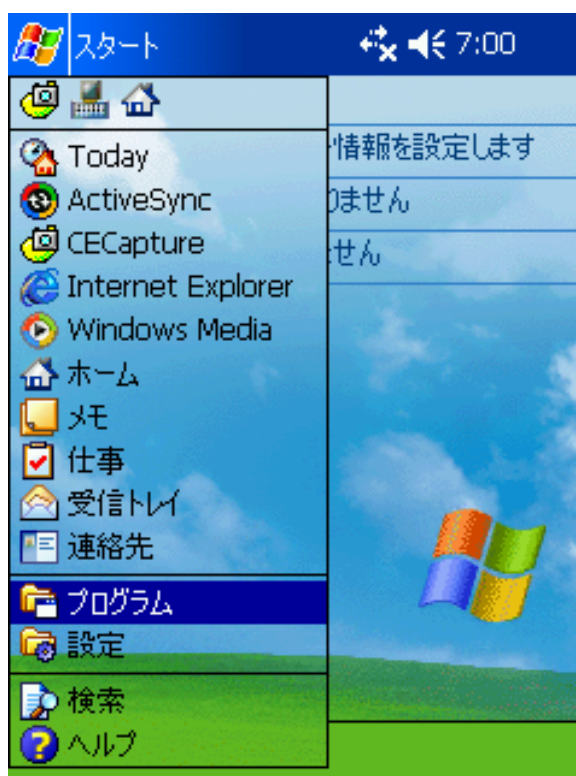 スタート 7:00
情報を設定します
Today
ません
ActiveSync
CECapture
せん
Internet Explorer
Windows Media
ホーム
メモ
仕事
受信トレイ
連絡先
プログラム
設定
検索
ヘルプ